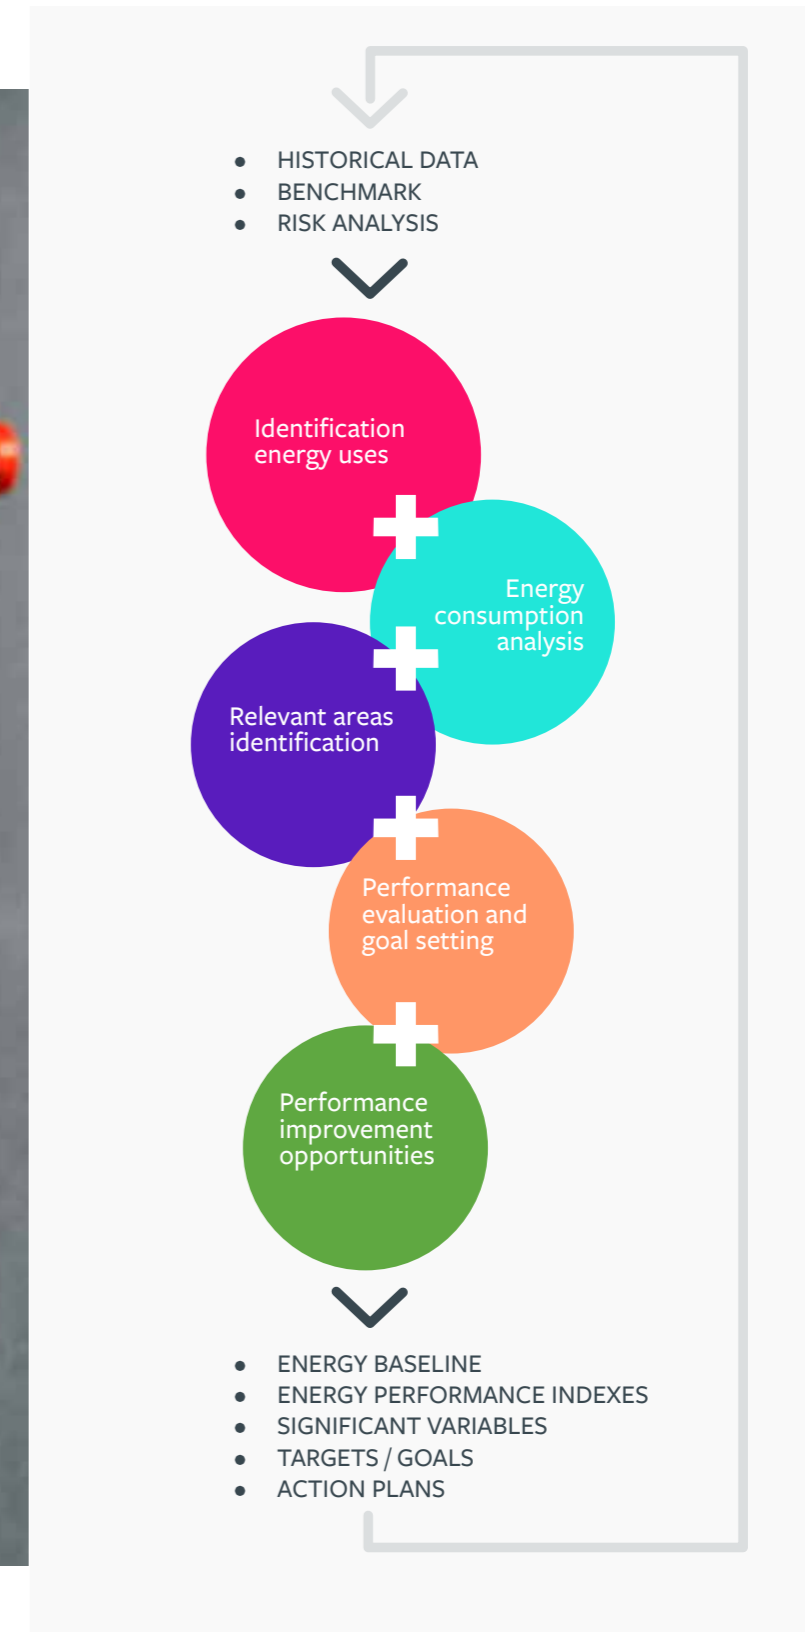 ● HISTORICAL DATA
● BENCHMARK
● RISK ANALYSIS
Identification
energy uses
Energy
consumption
analysis
Relevant areas
identification
Performance
evaluation and
goal setting
Performance
improvement
opportunities
● ENERGY BASELINE
● ENERGY PERFORMANCE INDEXES
● SIGNIFICANT VARIABLES
● TARGETS / GOALS
● ACTION PLANS